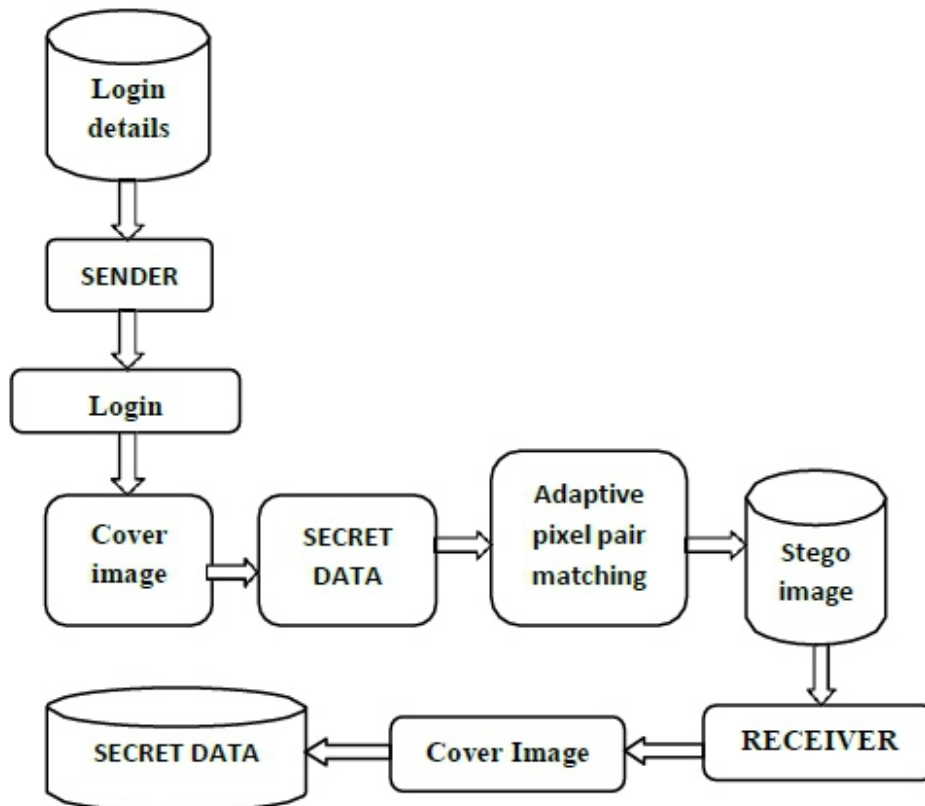 Login
details
SENDER
Login
Cover
image
SECRET
DATA
Adaptive
pixel pair
matching
Stego
image
RECEIVER
Cover Image
SECRET DATA